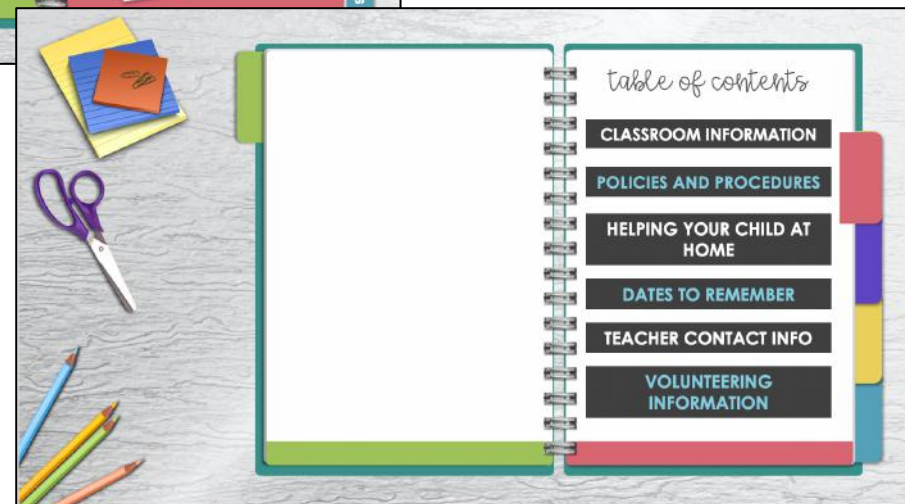 table of contents
CLASSROOM INFORMATION
POLICIES AND PROCEDURES
HELPING YOUR CHILD AT
HOME
DATES TO REMEMBER
TEACHER CONTACT INFO
VOLUNTEERING
INFORMATION